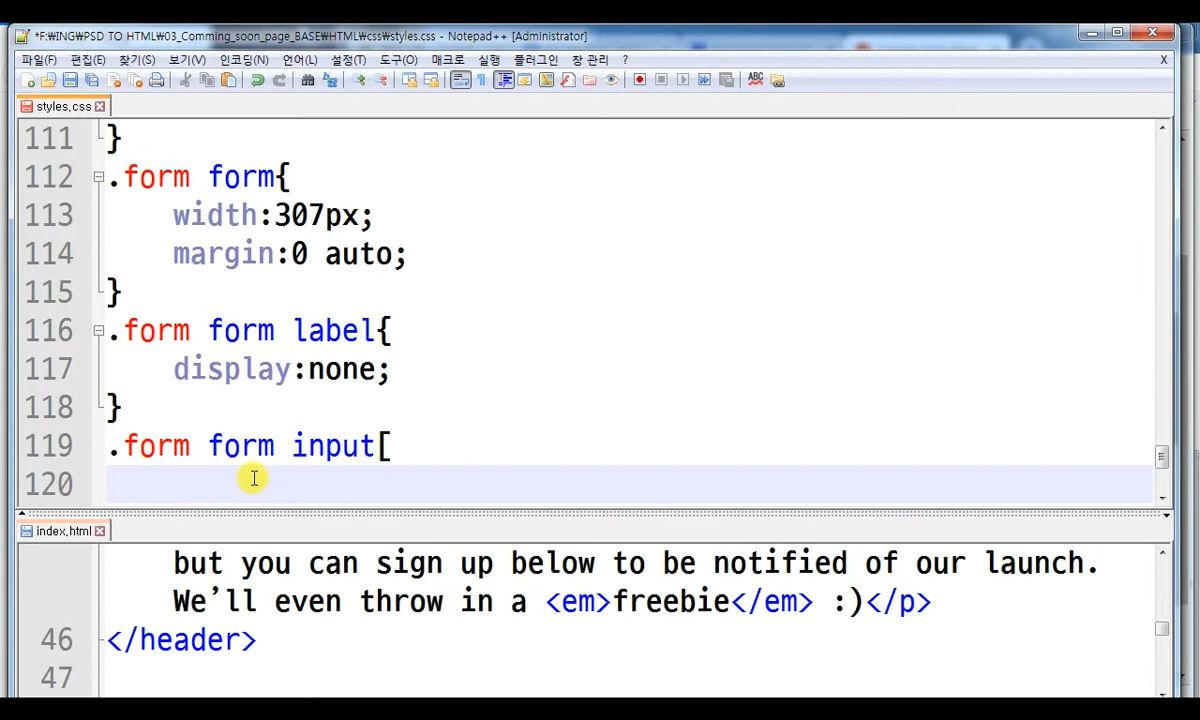 *F:₩ING₩PSD TO HTML₩03_Comming_soon_page_BASE₩HTML₩css₩styles.css - Notepad++ [Administrator]
파일(F) 편집(E) 찾기(S) 보기(V) 인코딩(N) 언어(L) 설정(T) 도구(O) 매크로 실행 플러그인 창 관리 ? X
styles,css
111 }
112 .form form{
113 width:307px;
114 margin:0 auto;
115 }
116 .form form label{
117 display:none;
118 }
119 .form form input[
120
index,html
but you can sign up below to be notified of our launch.
We’ll even throw in a <em>freebie</em> :)</p>
46 </header>
47